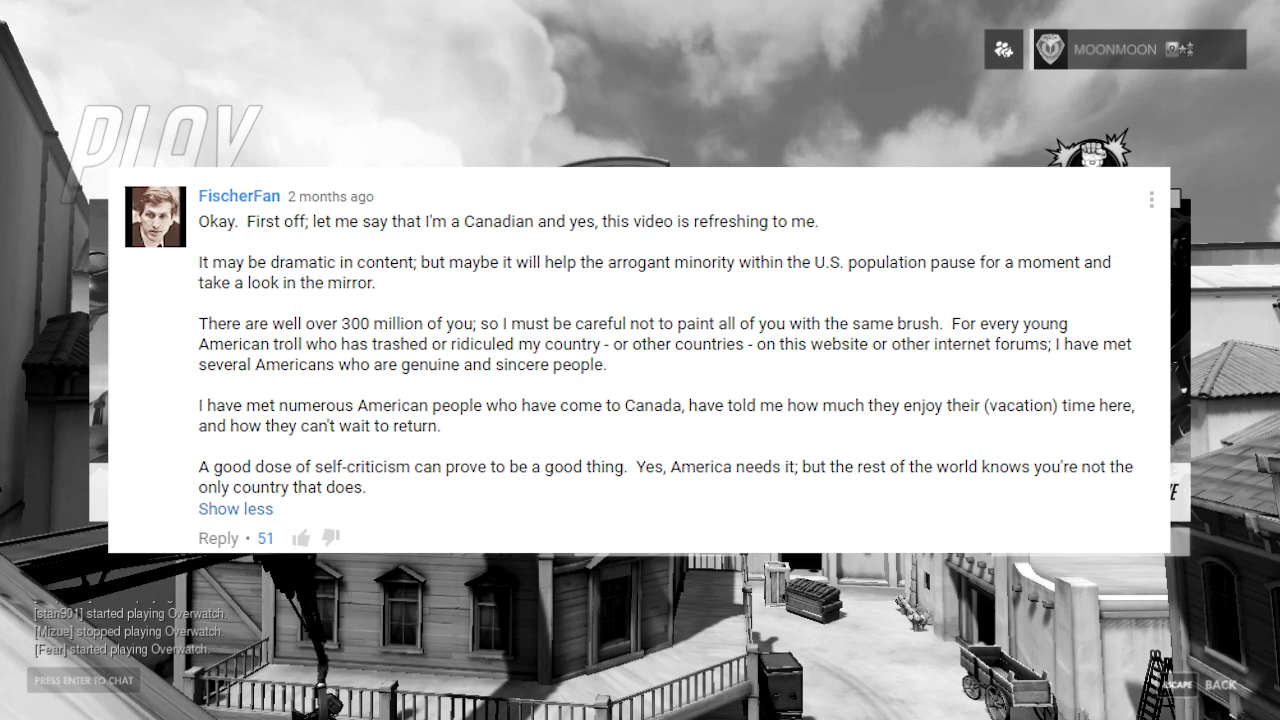 PLAY
MOONMOON
FischerFan 2 months ago
Okay.  First off; let me say that I'm a Canadian and yes, this video is refreshing to me.
It may be dramatic in content; but maybe it will help the arrogant minority within the U.S. population pause for a moment and
take a look in the mirror.
There are well over 300 million of you; so I must be careful not to paint all of you with the same brush.  For every young
American troll who has trashed or ridiculed my country - or other countries - on this website or other internet forums; I have met
several Americans who are genuine and sincere people.
I have met numerous American people who have come to Canada, have told me how much they enjoy their (vacation) time here,
and how they can't wait to return.
A good dose of self-criticism can prove to be a good thing.  Yes, America needs it; but the rest of the world knows you're not the
only country that does.
Show less
Reply • 51
[stan901] started playing Overwatch.
[Mizue] stopped playing Overwatch.
[Fear] started playing Overwatch.
PRESS ENTER TO CHAT
ESCAPE BACK